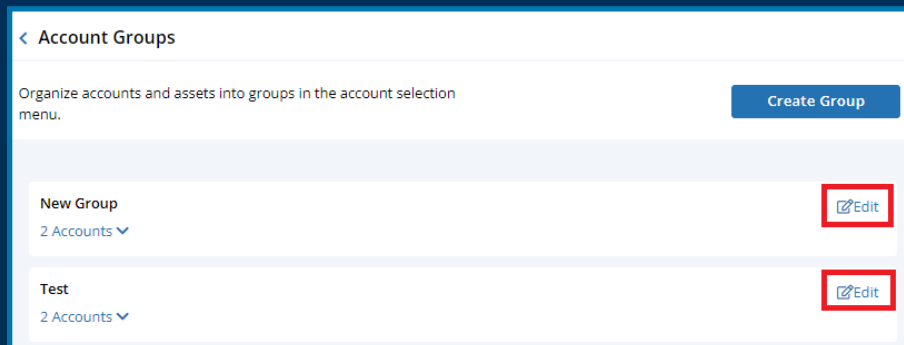 Account Groups
Organize accounts and assets into groups in the account selection
menu.
Create Group
New Group
Edit
2 Accounts
Test
Edit
2 Accounts